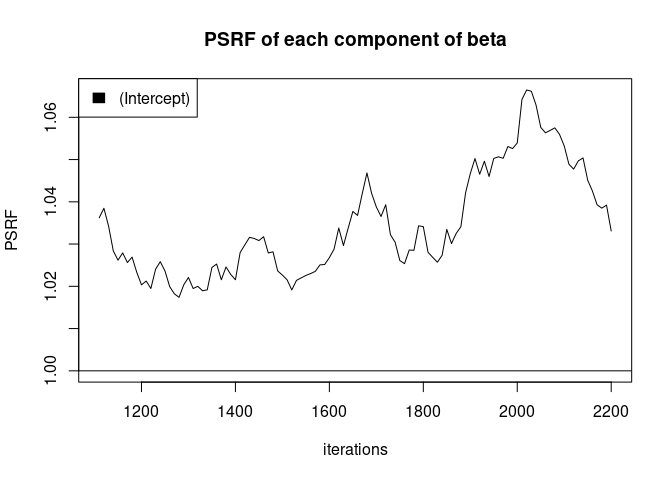 PSRF of each component of beta
(Intercept)
PSRF
1.06
1.04
1.02
1.00
1200 1400 1600 1800 2000 2200
iterations